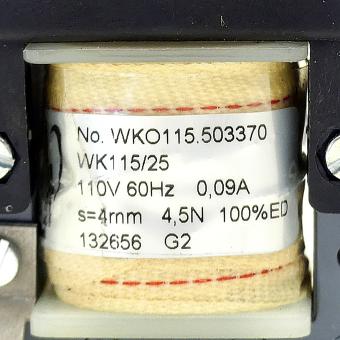 No. WKO115.503370
WK115/25
110V 60Hz 0,09A
s=4mm 4,5N 100%ED
132656 G2